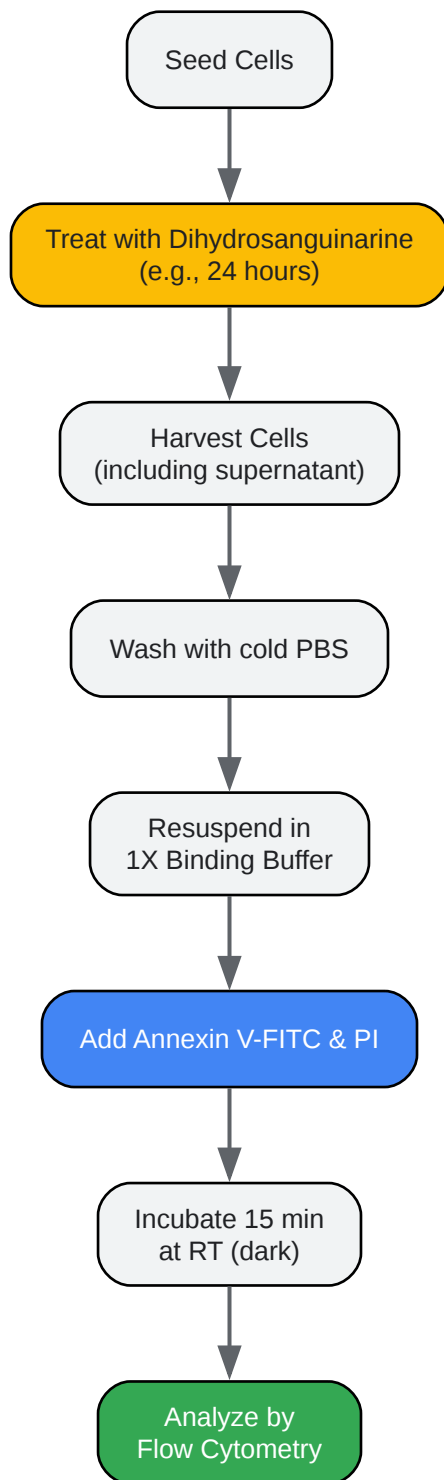 Seed Cells
Treat with Dihydrosanguinarine
(e.g., 24 hours)
Harvest Cells
(including supernatant)
Wash with cold PBS
Resuspend in
1X Binding Buffer
Add Annexin V-FITC & PI
Incubate 15 min
at RT (dark)
Analyze by
Flow Cytometry